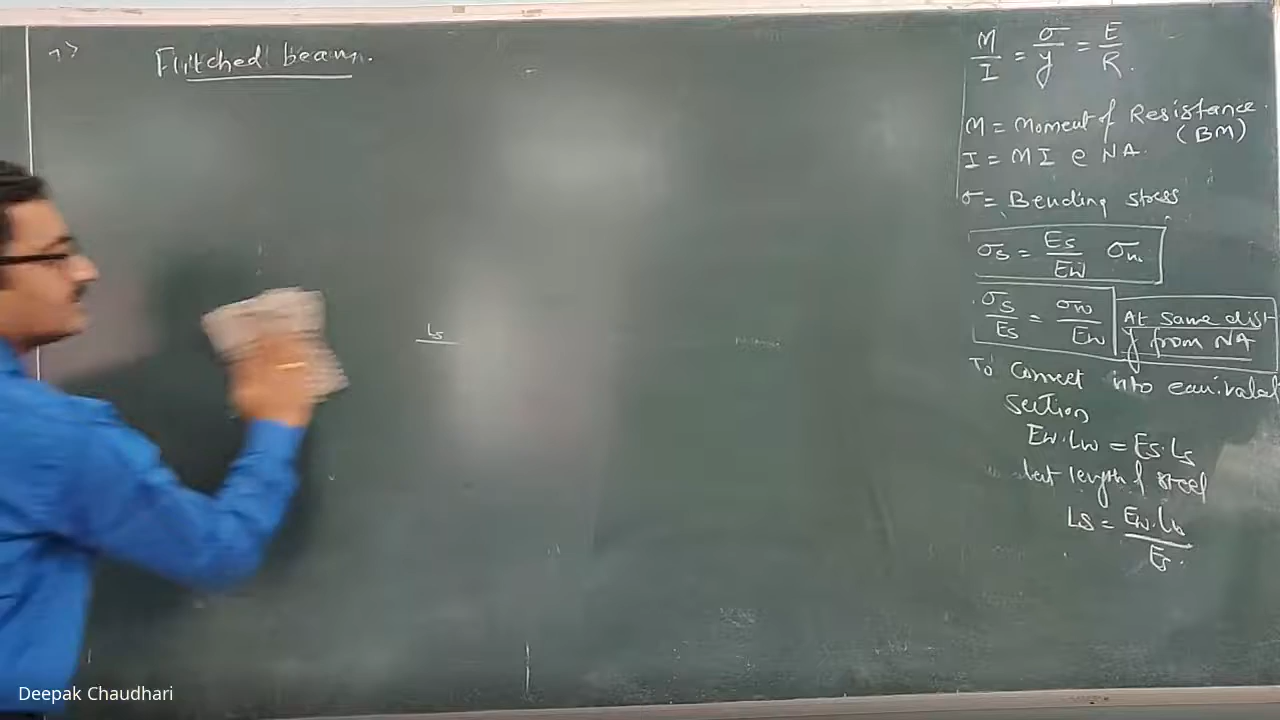 Flitched beam.
Ls
M/I = σ/y = E/R.
M = Moment of Resistance.
(BM)
I = MI @ NA.
σ = Bending stress
σs = Es/Ew σw
σs/Es = σw/Ew
At same dist
y from NA
To convert into equivalent
section
Ew.Lw = Es.Ls
length of steel
Ls = Ew.Lw/Es.
Deepak Chaudhari